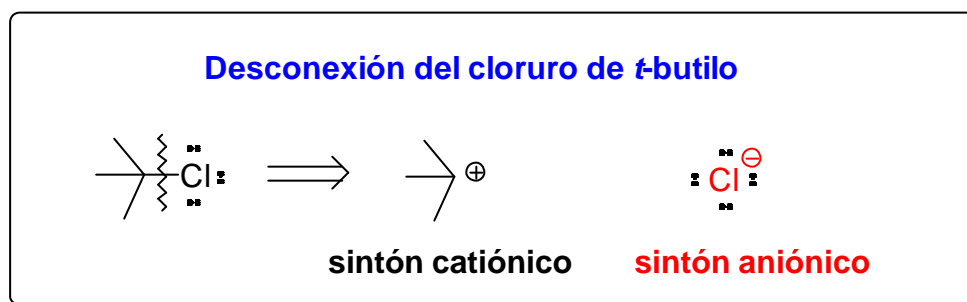 Desconexión del cloruro de t-butilo
Cl
Cl
sintón catiónico sintón aniónico